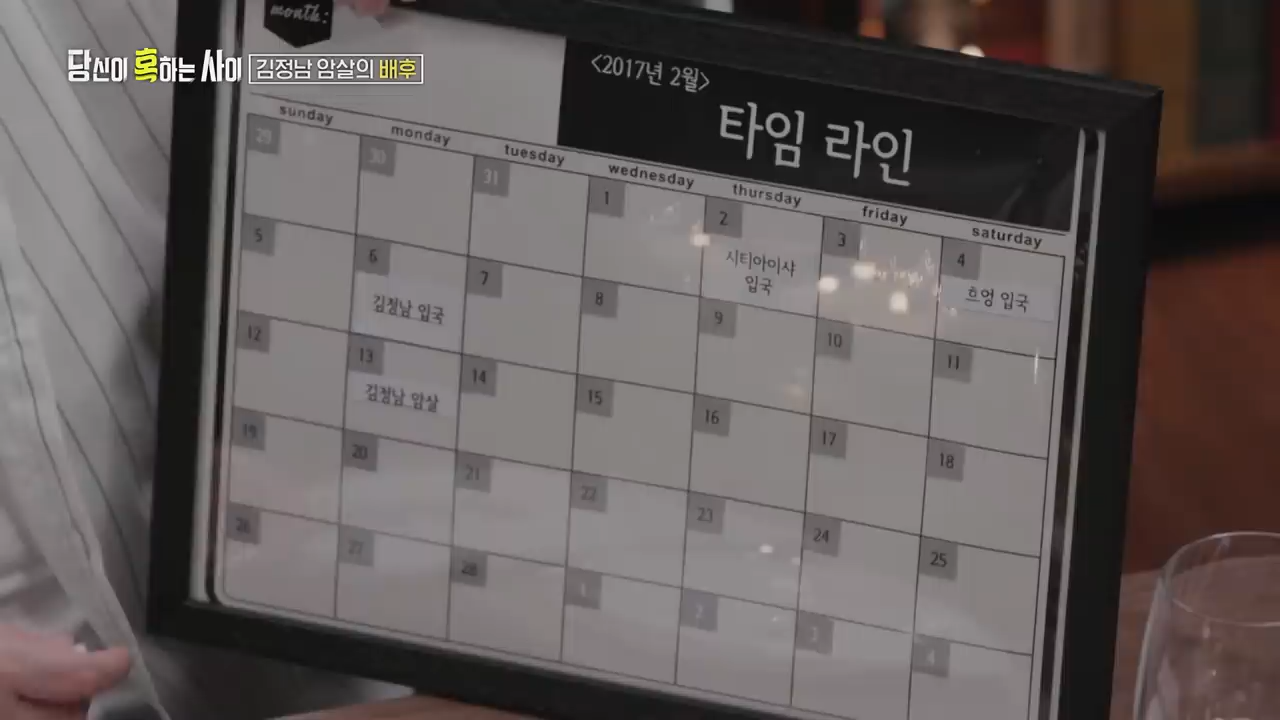 month:
당신이 혹하는 사이 김정남 암살의 배후
<2017년 2월>
타임 라인
sunday monday tuesday wednesday thursday friday saturday
29 30 31 1 2 3 4
시티아이샤
입국
흐엉 입국
5 6 7 8 9 10 11
김정남 입국
12 13 14 15 16 17 18
김정남 암살
19 20 21 22 23 24 25
26 27 28 1 2 3 4